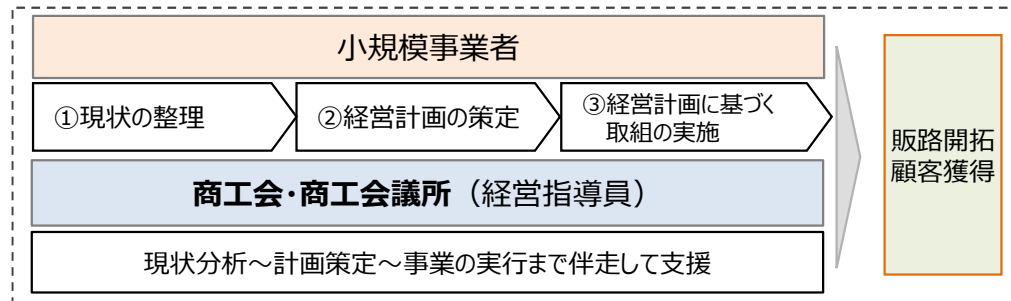 小規模事業者
①現状の整理
②経営計画の策定
③経営計画に基づく
取組の実施
商工会・商工会議所（経営指導員）
現状分析～計画策定～事業の実行まで伴走して支援
販路開拓
顧客獲得